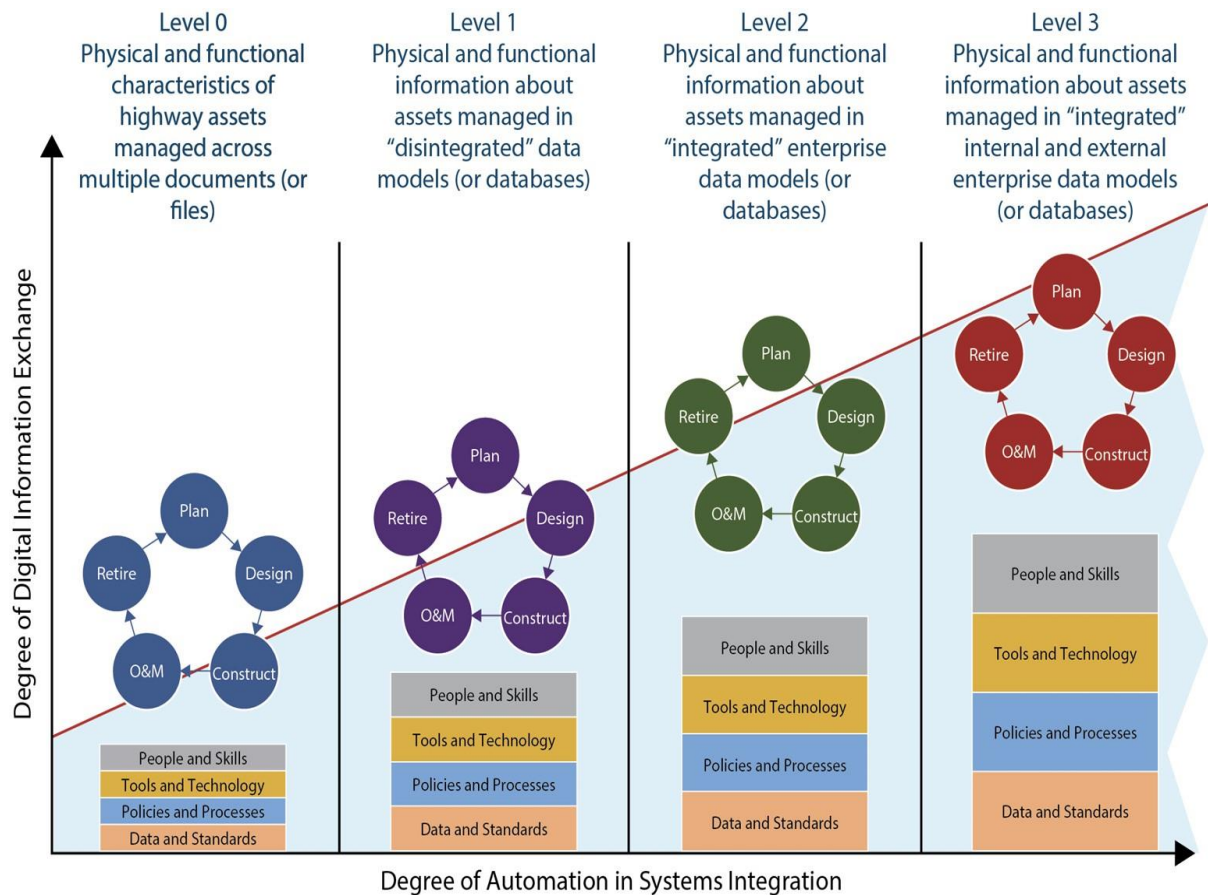 Level 0
Physical and functional
characteristics of
highway assets
managed across
multiple documents (or
files)
Level 1
Physical and functional
information about
assets managed in
“disintegrated” data
models (or databases)
Level 2
Physical and functional
information about
assets managed in
“integrated” enterprise
data models (or
databases)
Level 3
Physical and functional
information about assets
managed in “integrated”
internal and external
enterprise data models
(or databases)
Degree of Digital Information Exchange
Plan
Design
Construct
O&M
Retire
People and Skills
Tools and Technology
Policies and Processes
Data and Standards
Plan
Design
Construct
O&M
Retire
People and Skills
Tools and Technology
Policies and Processes
Data and Standards
Plan
Design
Construct
O&M
Retire
People and Skills
Tools and Technology
Policies and Processes
Data and Standards
Plan
Design
Construct
O&M
Retire
People and Skills
Tools and Technology
Policies and Processes
Data and Standards
Degree of Automation in Systems Integration